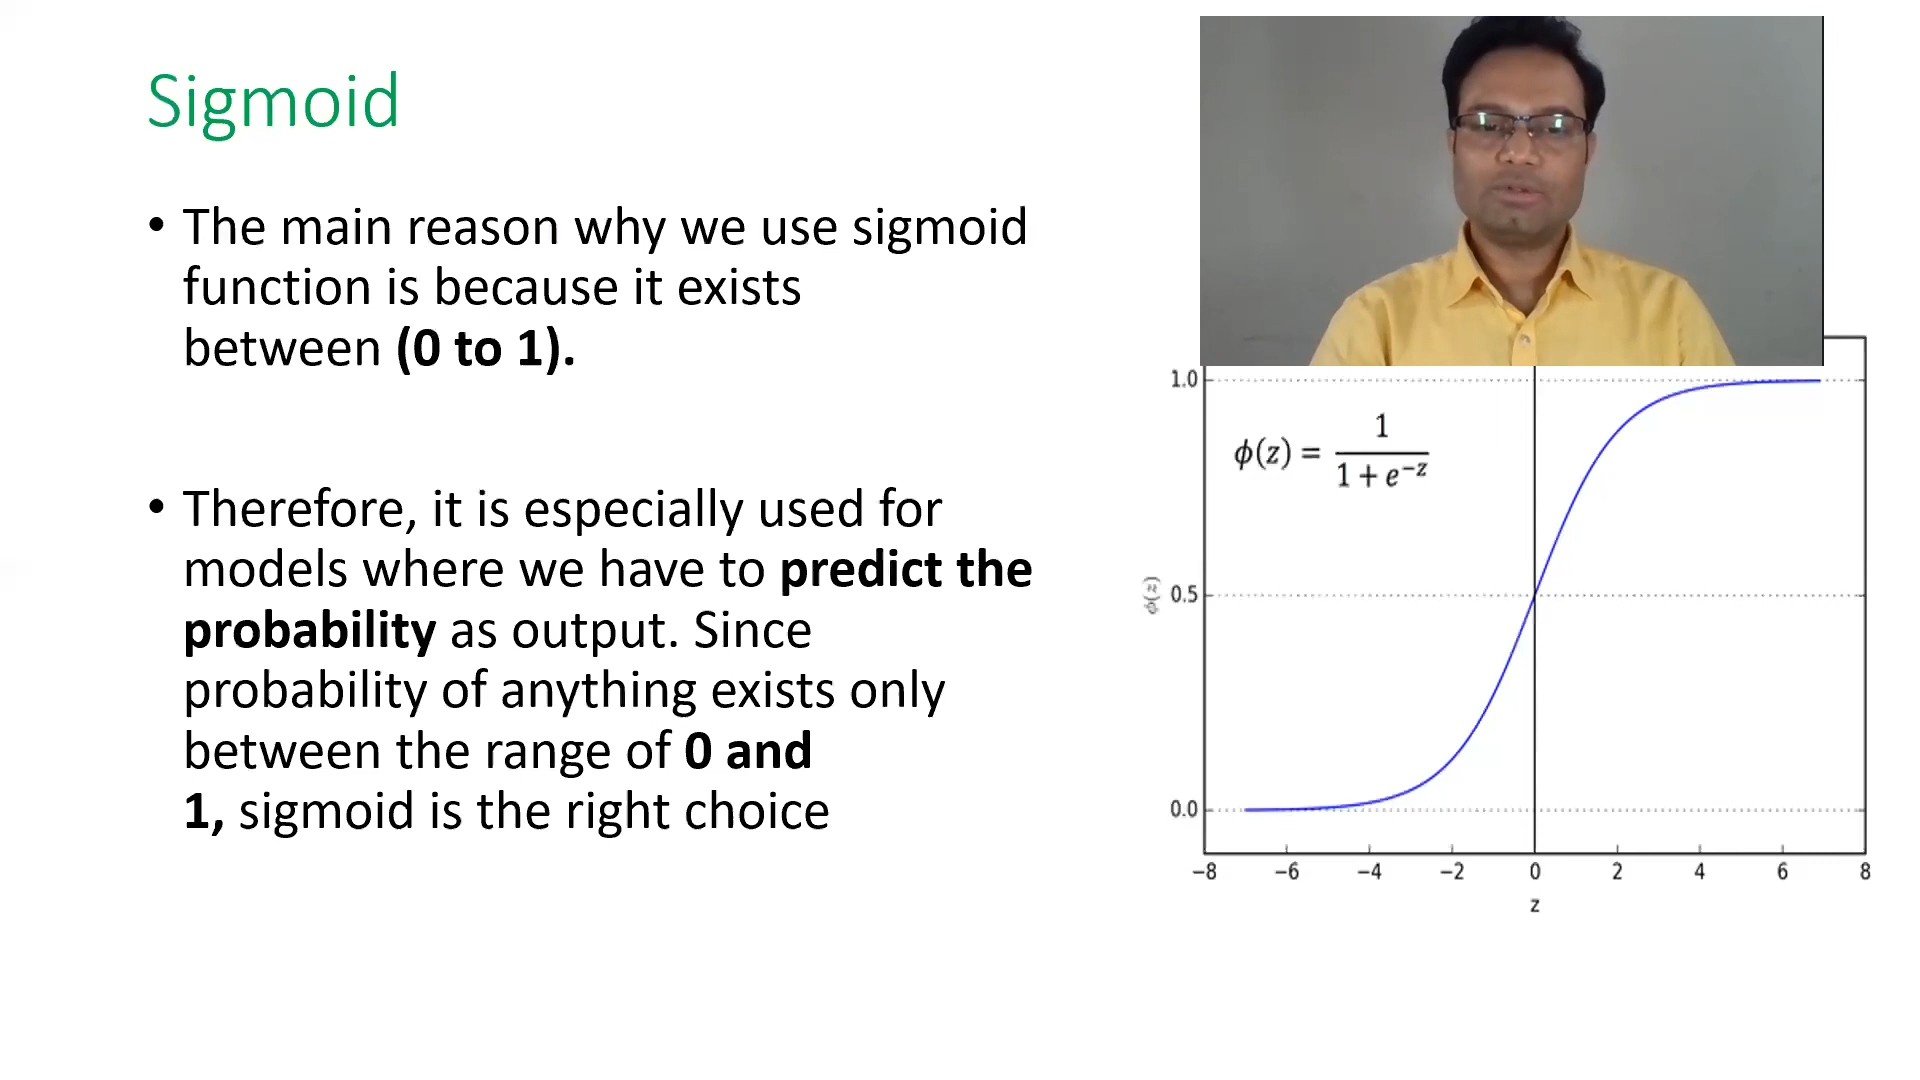 Sigmoid
• The main reason why we use sigmoid
function is because it exists
between (0 to 1).
• Therefore, it is especially used for
models where we have to predict the
probability as output. Since
probability of anything exists only
between the range of 0 and
1, sigmoid is the right choice
1.0
ϕ(z) = 1 / (1 + e^−z)
0.5
ϕ(z)
0.0
−8 −6 −4 −2 0 2 4 6 8
z